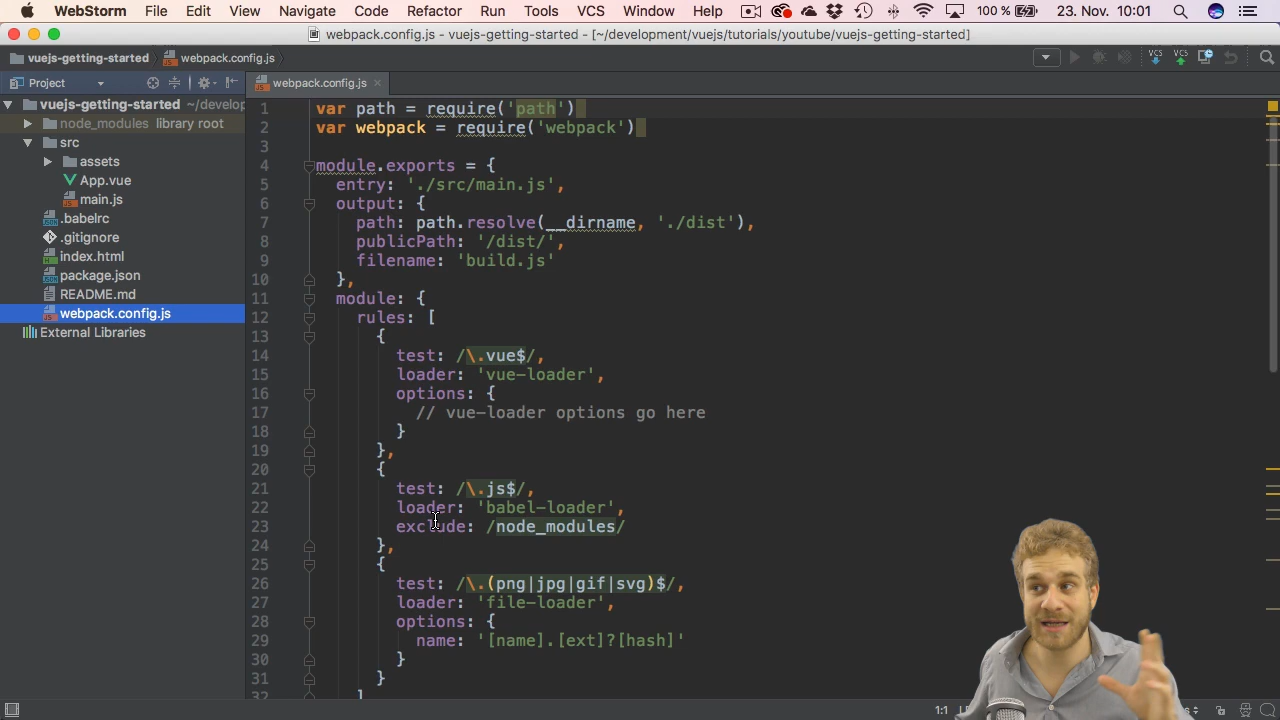 WebStorm File Edit View Navigate Code Refactor Run Tools VCS Window Help 100 % 23. Nov. 10:01
webpack.config.js - vuejs-getting-started - [~/development/vuejs/tutorials/youtube/vuejs-getting-started]
vuejs-getting-started webpack.config.js VCS VCS
Project webpack.config.js
vuejs-getting-started ~/develop
node_modules library root
src
assets
App.vue
main.js
.babelrc
.gitignore
index.html
package.json
README.md
webpack.config.js
External Libraries
1 var path = require('path')
2 var webpack = require('webpack')
3
4 module.exports = {
5 entry: './src/main.js',
6 output: {
7 path: path.resolve(__dirname, './dist'),
8 publicPath: '/dist/',
9 filename: 'build.js'
10 },
11 module: {
12 rules: [
13 {
14 test: /\.vue$/,
15 loader: 'vue-loader',
16 options: {
17 // vue-loader options go here
18 }
19 },
20 {
21 test: /\.js$/,
22 loader: 'babel-loader',
23 exclude: /node_modules/
24 },
25 {
26 test: /\.(png|jpg|gif|svg)$/,
27 loader: 'file-loader',
28 options: {
29 name: '[name].[ext]?[hash]'
30 }
31 }
32 ]
1:1